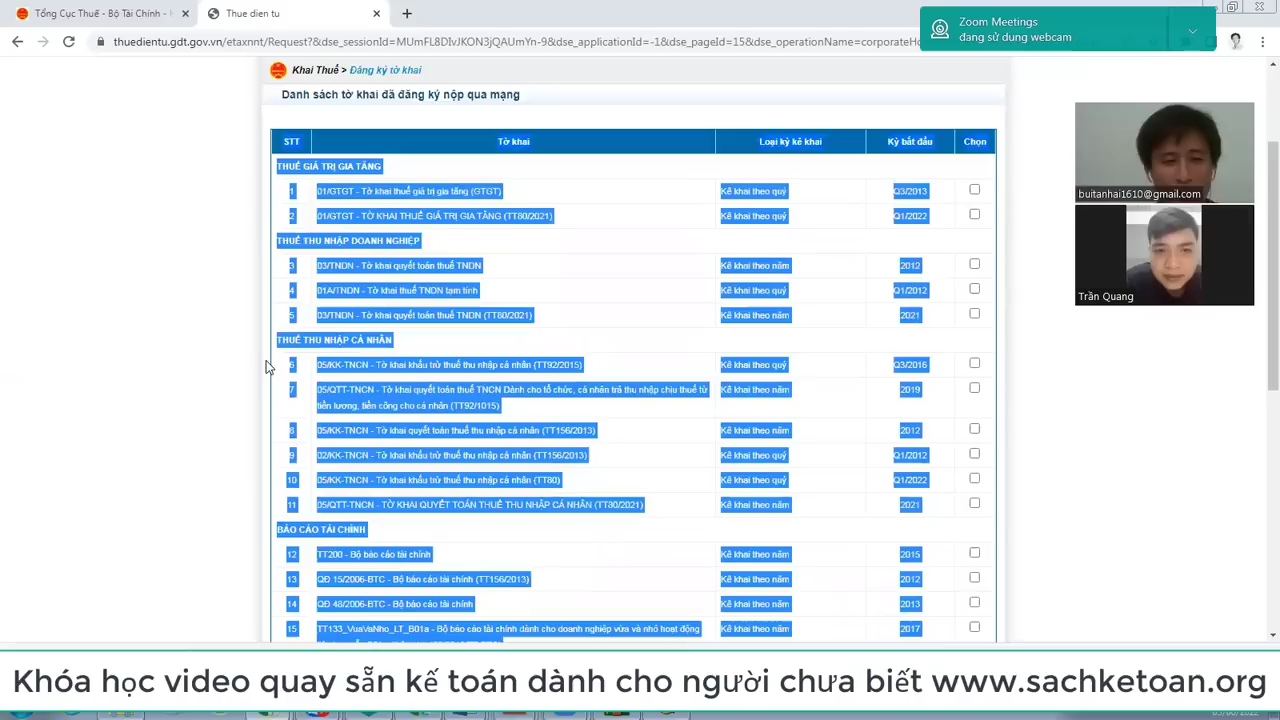 Tổng Cục Thuế - Bộ Tài Chính -
Thue dien tu
thuedientu.gdt.gov.vn/etaxnnt/Request?&dse_sessionId=MUmFL8DlrJKQN3jQAUmYn-9&dse_applicationId=-1&dse_pageId=15&dse_operationName=corporateHo
Zoom Meetings
đang sử dụng webcam
Khai Thuế > Đăng ký tờ khai
Danh sách tờ khai đã đăng ký nộp qua mạng
STT Tờ khai Loại kỳ kê khai Kỳ bắt đầu Chọn
THUẾ GIÁ TRỊ GIA TĂNG
1 01/GTGT - Tờ khai thuế giá trị gia tăng (GTGT) Kê khai theo quý Q3/2013
2 01/GTGT - TỜ KHAI THUẾ GIÁ TRỊ GIA TĂNG (TT80/2021) Kê khai theo quý Q1/2022
THUẾ THU NHẬP DOANH NGHIỆP
3 03/TNDN - Tờ khai quyết toán thuế TNDN Kê khai theo năm 2012
4 01A/TNDN - Tờ khai thuế TNDN tạm tính Kê khai theo quý Q1/2012
5 03/TNDN - Tờ khai quyết toán thuế TNDN (TT80/2021) Kê khai theo năm 2021
THUẾ THU NHẬP CÁ NHÂN
6 05/KK-TNCN - Tờ khai khấu trừ thuế thu nhập cá nhân (TT92/2015) Kê khai theo quý Q3/2016
7 05/QTT-TNCN - Tờ khai quyết toán thuế TNCN Dành cho tổ chức, cá nhân trả thu nhập chịu thuế từ Kê khai theo năm 2019
tiền lương, tiền công cho cá nhân (TT92/1015)
8 05/KK-TNCN - Tờ khai quyết toán thuế thu nhập cá nhân (TT156/2013) Kê khai theo năm 2012
9 02/KK-TNCN - Tờ khai khấu trừ thuế thu nhập cá nhân (TT156/2013) Kê khai theo quý Q1/2012
10 05/KK-TNCN - Tờ khai khấu trừ thuế thu nhập cá nhân (TT80) Kê khai theo quý Q1/2022
11 05/QTT-TNCN - TỜ KHAI QUYẾT TOÁN THUẾ THU NHẬP CÁ NHÂN (TT80/2021) Kê khai theo năm 2021
BÁO CÁO TÀI CHÍNH
12 TT200 - Bộ báo cáo tài chính Kê khai theo năm 2015
13 QĐ 15/2006-BTC - Bộ báo cáo tài chính (TT156/2013) Kê khai theo năm 2012
14 QĐ 48/2006-BTC - Bộ báo cáo tài chính Kê khai theo năm 2013
15 TT133_VuaVaNho_LT_B01a - Bộ báo cáo tài chính dành cho doanh nghiệp vừa và nhỏ hoạt động Kê khai theo năm 2017
buitanhai1610@gmail.com
Trần Quang
Khóa học video quay sẵn kế toán dành cho người chưa biết www.sachketoan.org